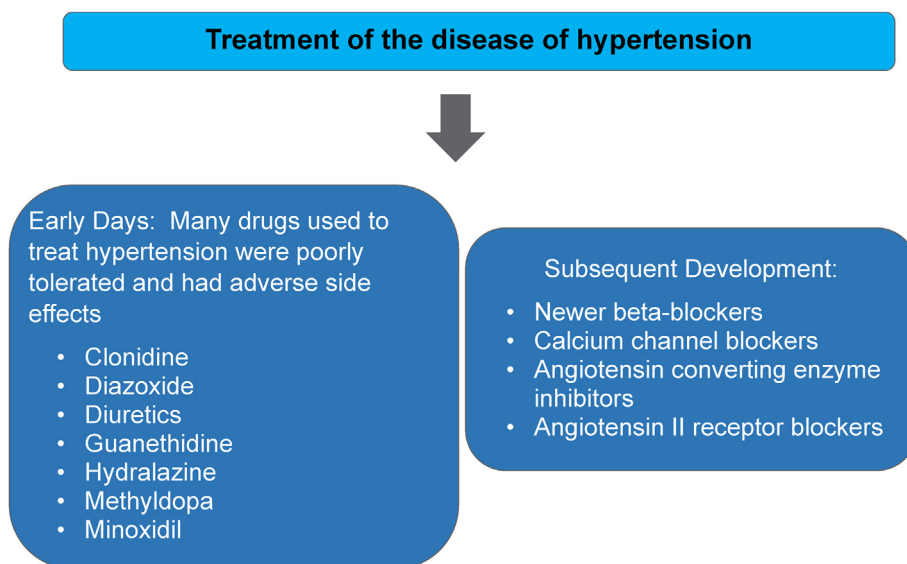 Treatment of the disease of hypertension
Early Days: Many drugs used to
treat hypertension were poorly
tolerated and had adverse side
effects
• Clonidine
• Diazoxide
• Diuretics
• Guanethidine
• Hydralazine
• Methyldopa
• Minoxidil
Subsequent Development:
• Newer beta-blockers
• Calcium channel blockers
• Angiotensin converting enzyme
inhibitors
• Angiotensin II receptor blockers